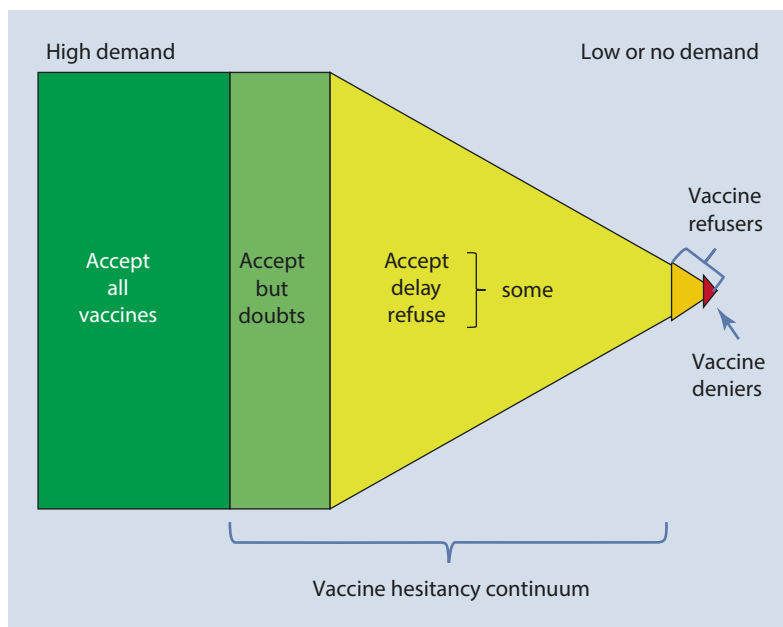 High demand
Low or no demand
Vaccine
refusers
Accept
all
vaccines
Accept
but
doubts
Accept
delay
refuse
some
Vaccine
deniers
Vaccine hesitancy continuum